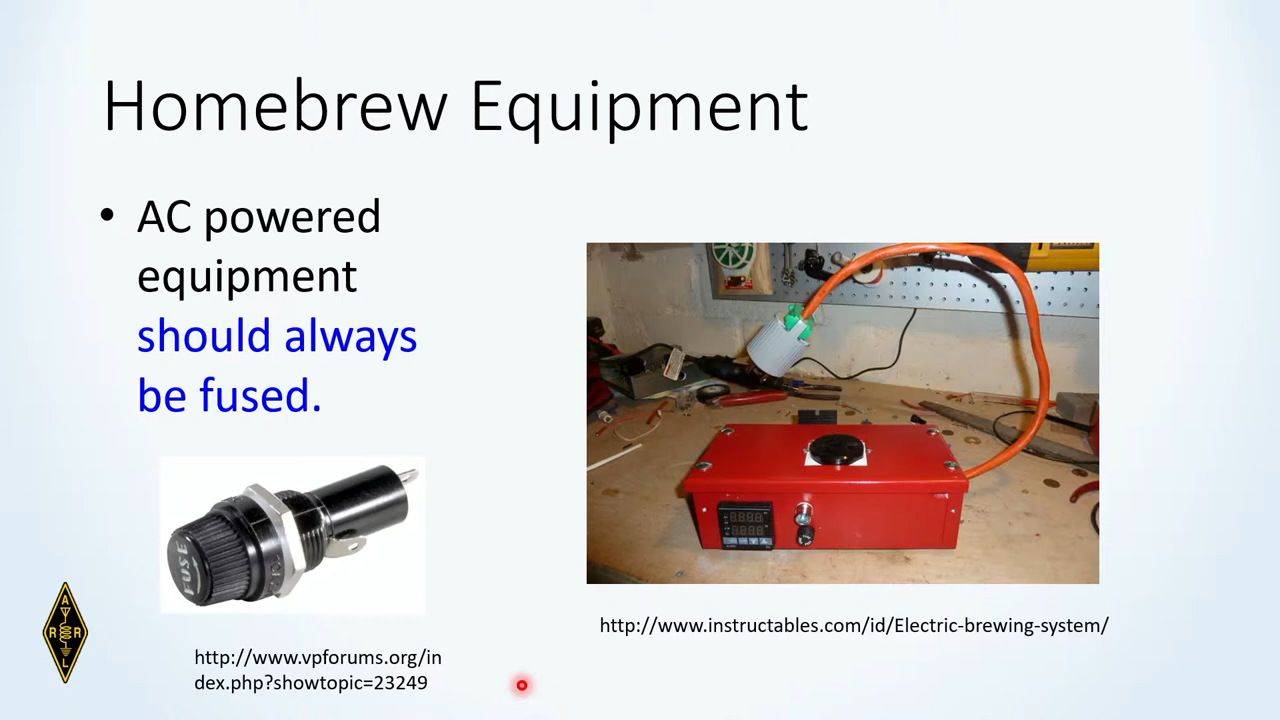 Homebrew Equipment
• AC powered
equipment
should always
be fused.
FUSE
A
R R
L
http://www.vpforums.org/in
dex.php?showtopic=23249
http://www.instructables.com/id/Electric-brewing-system/